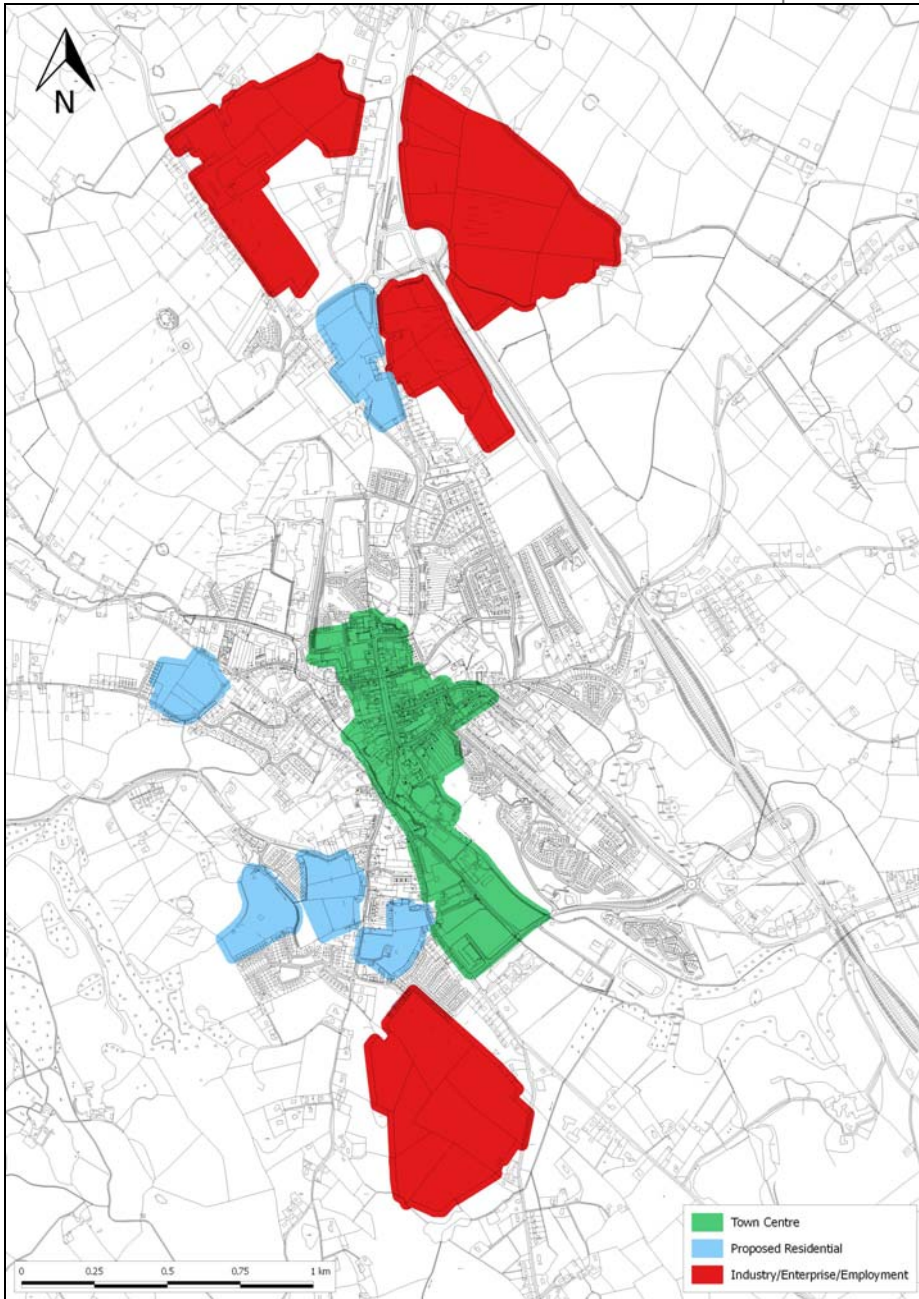 N
Town Centre
Proposed Residential
Industry/Enterprise/Employment
0 0.25 0.5 0.75 1 km